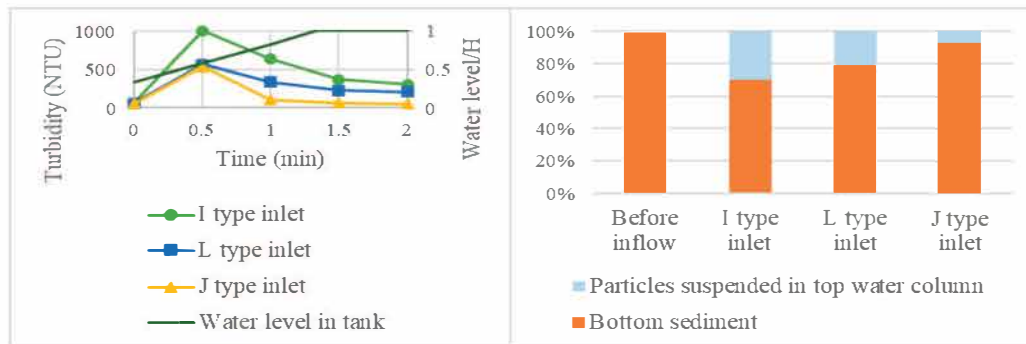 Turbidity (NTU)
1000
500
0
0
0.5
1
1.5
2
Time (min)
1
0.5
0
Water level/H
I type inlet
L type inlet
J type inlet
Water level in tank
100%
80%
60%
40%
20%
0%
Before
inflow
I type
inlet
L type
inlet
J type
inlet
Particles suspended in top water column
Bottom sediment